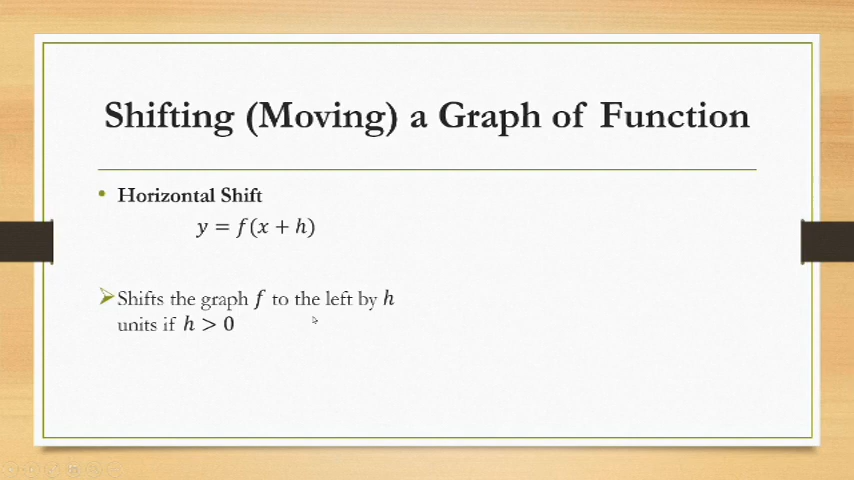 Shifting (Moving) a Graph of Function
• Horizontal Shift
y = f(x + h)
➢Shifts the graph f to the left by h
units if h > 0